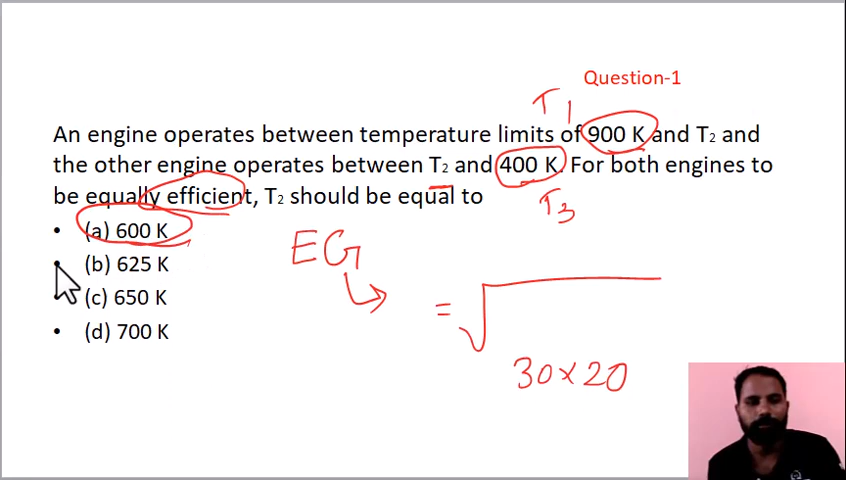 Question-1
T1
An engine operates between temperature limits of 900 K and T2 and
the other engine operates between T2 and 400 K. For both engines to
be equally efficient, T2 should be equal to
T3
• (a) 600 K
EG
• (b) 625 K
• (c) 650 K
= √
• (d) 700 K
30×20